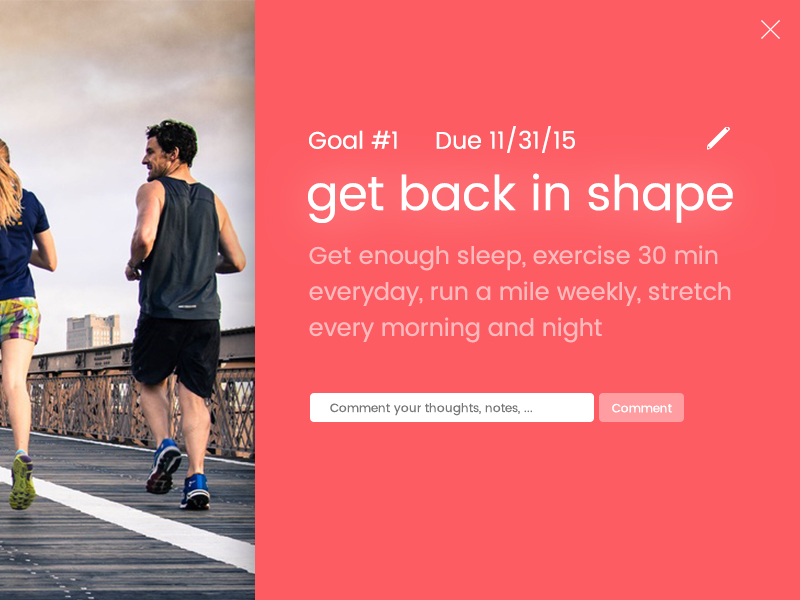 Goal #1 Due 11/31/15
get back in shape
Get enough sleep, exercise 30 min
everyday, run a mile weekly, stretch
every morning and night
Comment your thoughts, notes, ...
Comment